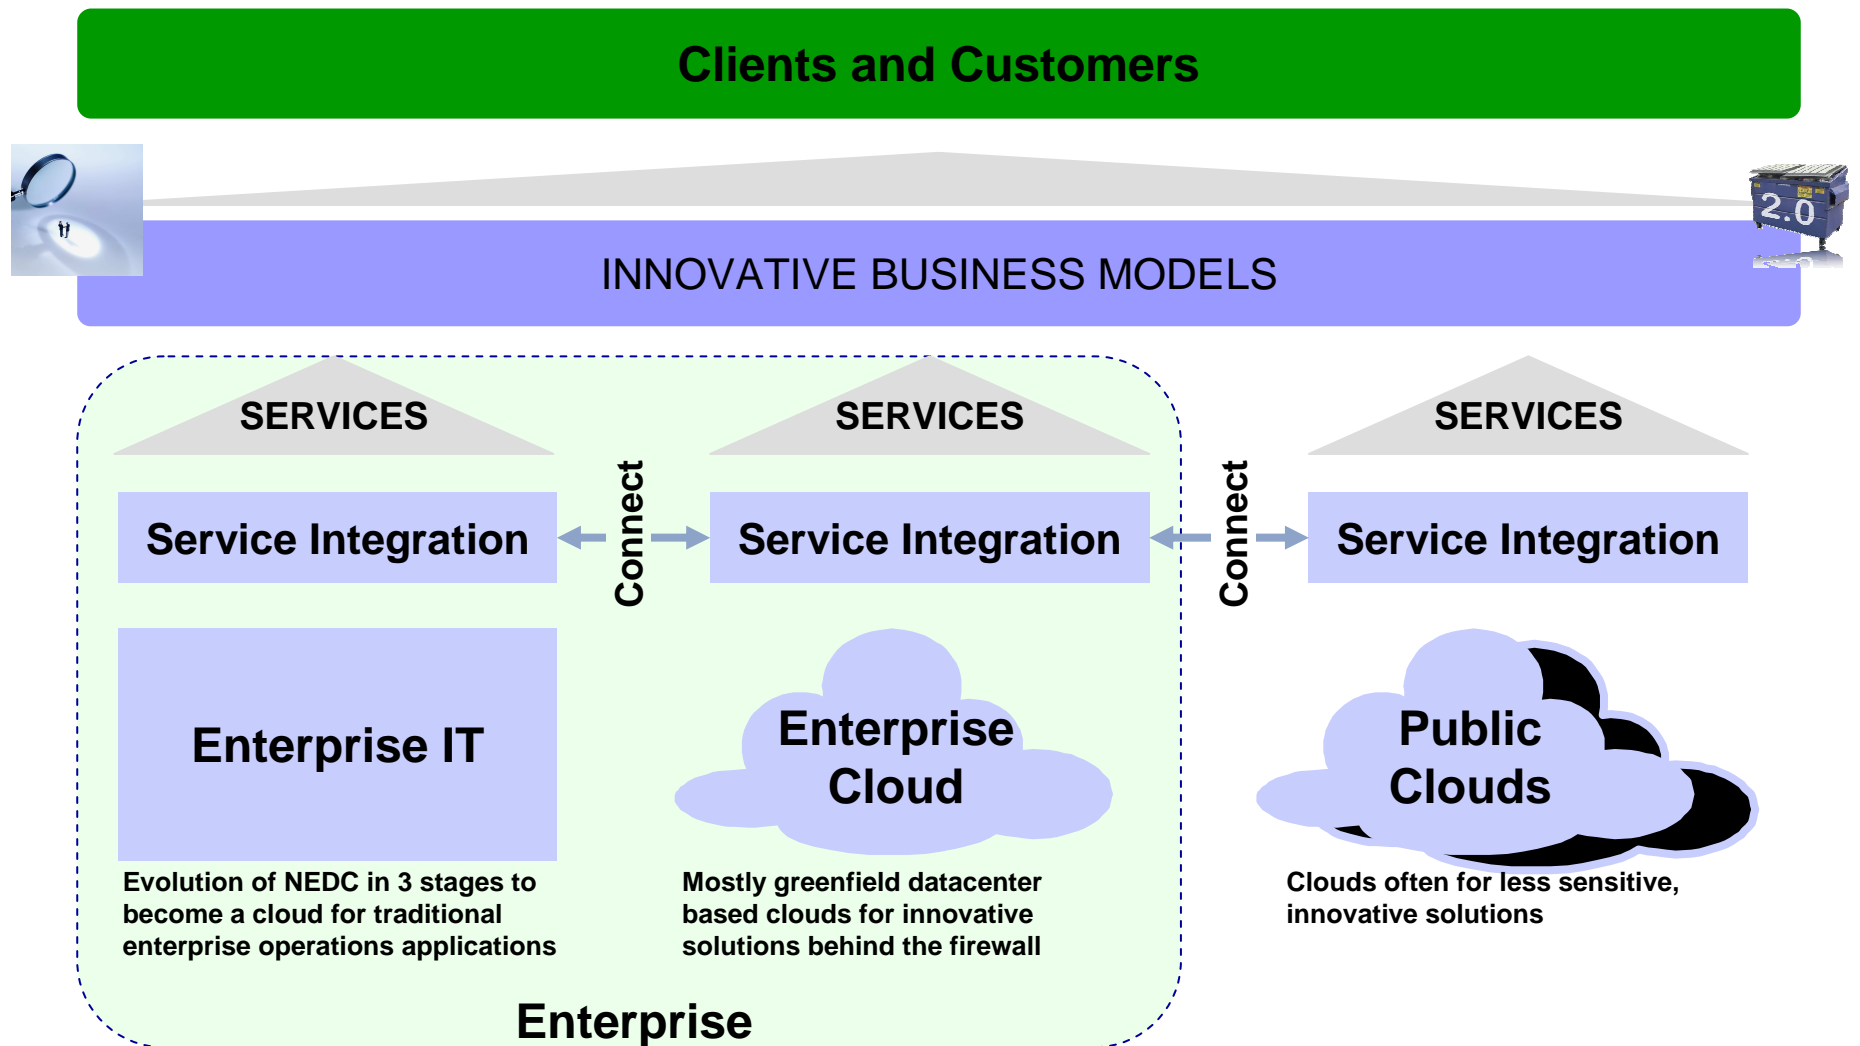 Clients and Customers
2.0
INNOVATIVE BUSINESS MODELS
SERVICES
SERVICES
SERVICES
Service Integration
Connect
Service Integration
Connect
Service Integration
Enterprise IT
Enterprise
Cloud
Public
Clouds
Evolution of NEDC in 3 stages to
become a cloud for traditional
enterprise operations applications
Mostly greenfield datacenter
based clouds for innovative
solutions behind the firewall
Clouds often for less sensitive,
innovative solutions
Enterprise